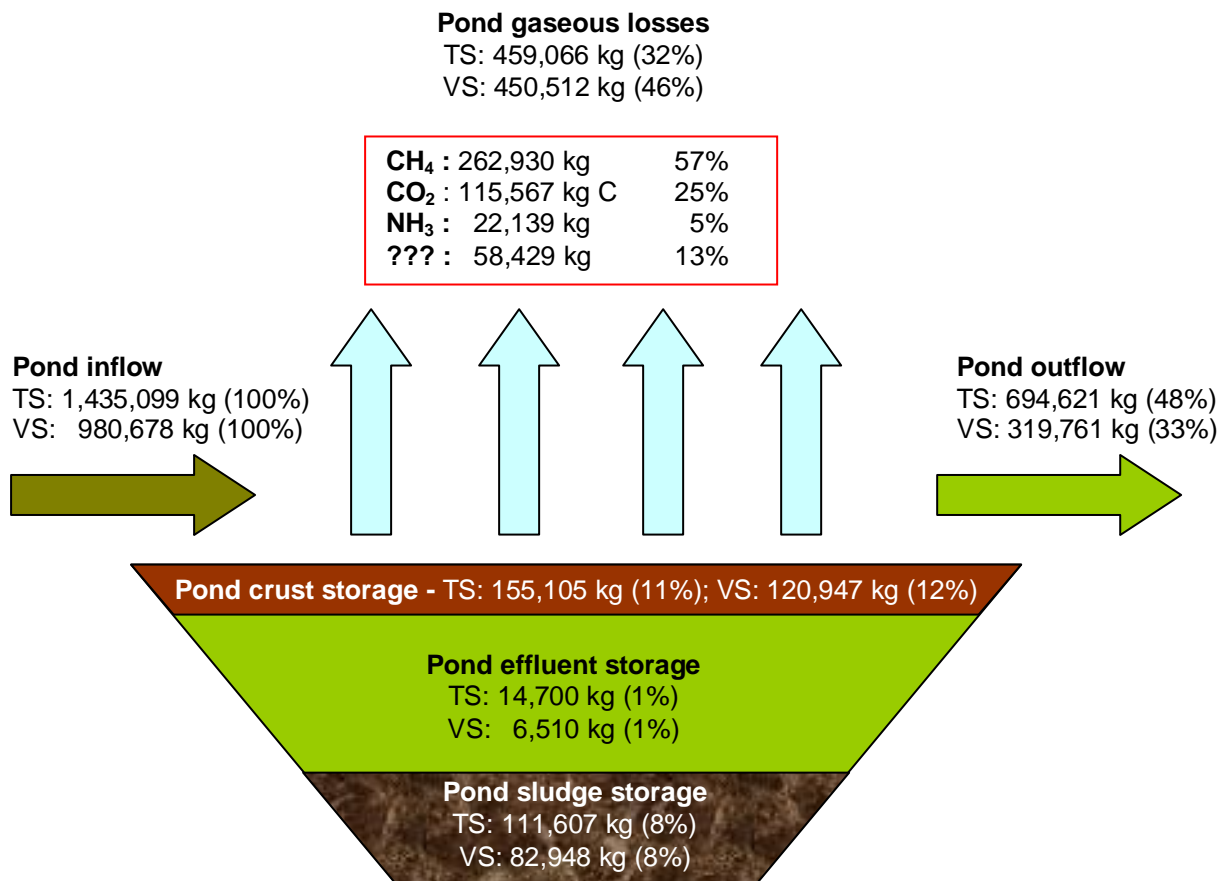 Pond gaseous losses
TS: 459,066 kg (32%)
VS: 450,512 kg (46%)
CH₄ : 262,930 kg 57%
CO₂ : 115,567 kg C 25%
NH₃ : 22,139 kg 5%
??? : 58,429 kg 13%
Pond inflow
TS: 1,435,099 kg (100%)
VS: 980,678 kg (100%)
Pond outflow
TS: 694,621 kg (48%)
VS: 319,761 kg (33%)
Pond crust storage - TS: 155,105 kg (11%); VS: 120,947 kg (12%)
Pond effluent storage
TS: 14,700 kg (1%)
VS: 6,510 kg (1%)
Pond sludge storage
TS: 111,607 kg (8%)
VS: 82,948 kg (8%)